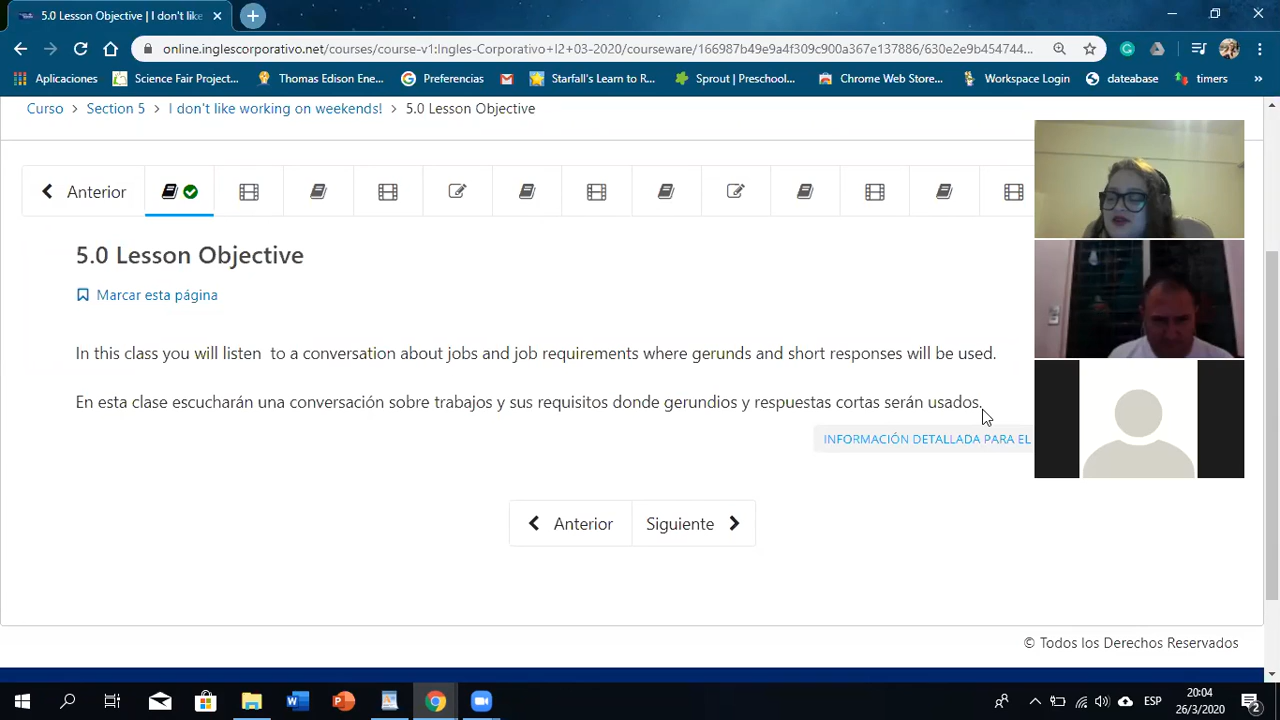 5.0 Lesson Objective | I don't like
online.inglescorporativo.net/courses/course-v1:Ingles-Corporativo+I2+03-2020/courseware/166987b49e9a4f309c900a367e137886/630e2e9b454744...
Aplicaciones Science Fair Project... Thomas Edison Ene... Preferencias Starfall's Learn to R... Sprout | Preschool... Chrome Web Store... Workspace Login dateabase timers »
Curso > Section 5 > I don't like working on weekends! > 5.0 Lesson Objective
Anterior
5.0 Lesson Objective
Marcar esta página
In this class you will listen to a conversation about jobs and job requirements where gerunds and short responses will be used.
En esta clase escucharán una conversación sobre trabajos y sus requisitos donde gerundios y respuestas cortas serán usados.
INFORMACIÓN DETALLADA PARA EL
Anterior Siguiente
© Todos los Derechos Reservados
ESP
20:04
26/3/2020
2